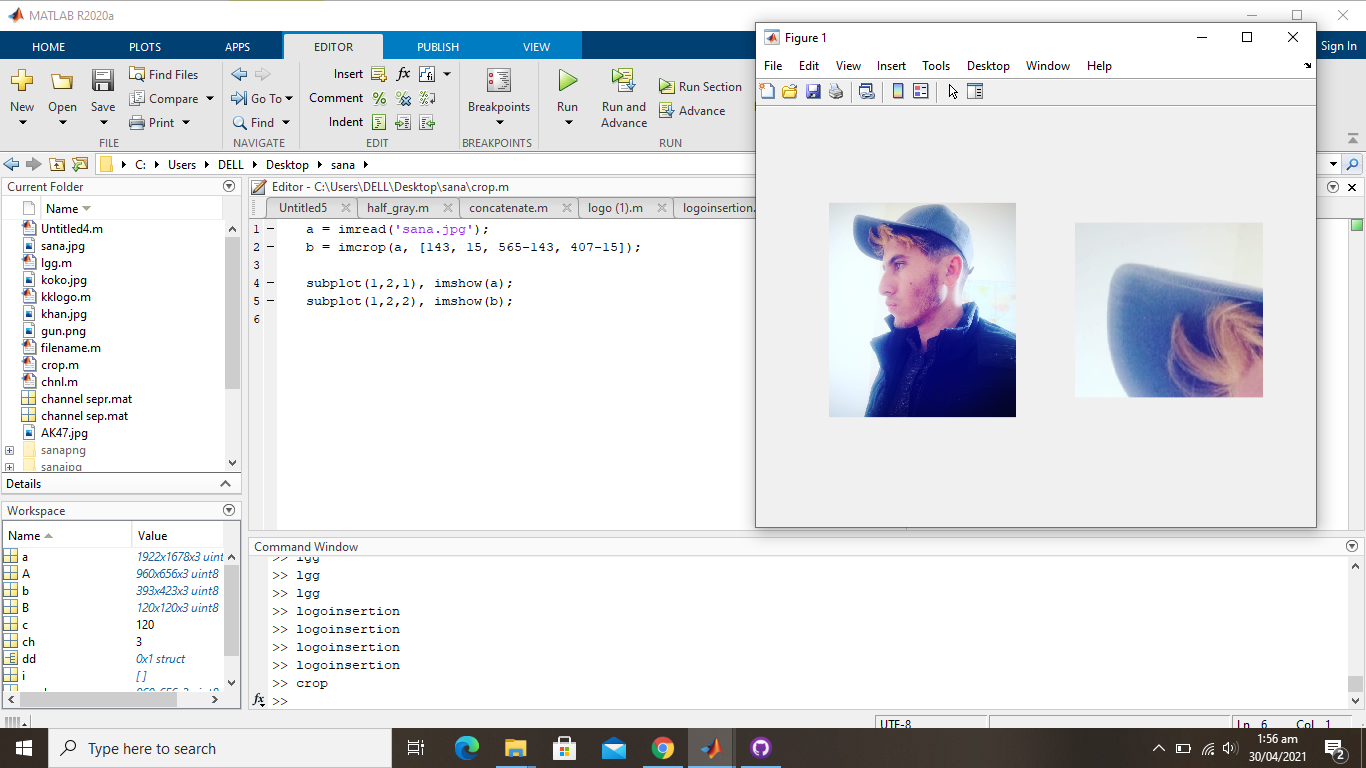 MATLAB R2020a
HOME PLOTS APPS EDITOR PUBLISH VIEW Sign In
New Open Save Find Files Compare Print
FILE
Go To Find
NAVIGATE
Insert fx
Comment
Indent
EDIT
Breakpoints
BREAKPOINTS
Run Run and Advance Run Section Advance
RUN
C: Users DELL Desktop sana
Current Folder
Name
Untitled4.m
sana.jpg
lgg.m
koko.jpg
kklogo.m
khan.jpg
gun.png
filename.m
crop.m
chnl.m
channel sepr.mat
channel sep.mat
AK47.jpg
sanapng
sanajpg
Details
Workspace
Name Value
a 1922x1678x3 uint
A 960x656x3 uint8
b 393x423x3 uint8
B 120x120x3 uint8
c 120
ch 3
dd 0x1 struct
i []
Editor - C:\Users\DELL\Desktop\sana\crop.m
Untitled5 half_gray.m concatenate.m logo (1).m logoinsertion.
1 a = imread('sana.jpg');
2 b = imcrop(a, [143, 15, 565-143, 407-15]);
3
4 subplot(1,2,1), imshow(a);
5 subplot(1,2,2), imshow(b);
6
Figure 1
File Edit View Insert Tools Desktop Window Help
Command Window
>> lgg
>> lgg
>> lgg
>> logoinsertion
>> logoinsertion
>> logoinsertion
>> logoinsertion
>> crop
fx >>
UTF-8 Ln 6 Col 1
Type here to search
1:56 am
30/04/2021
2